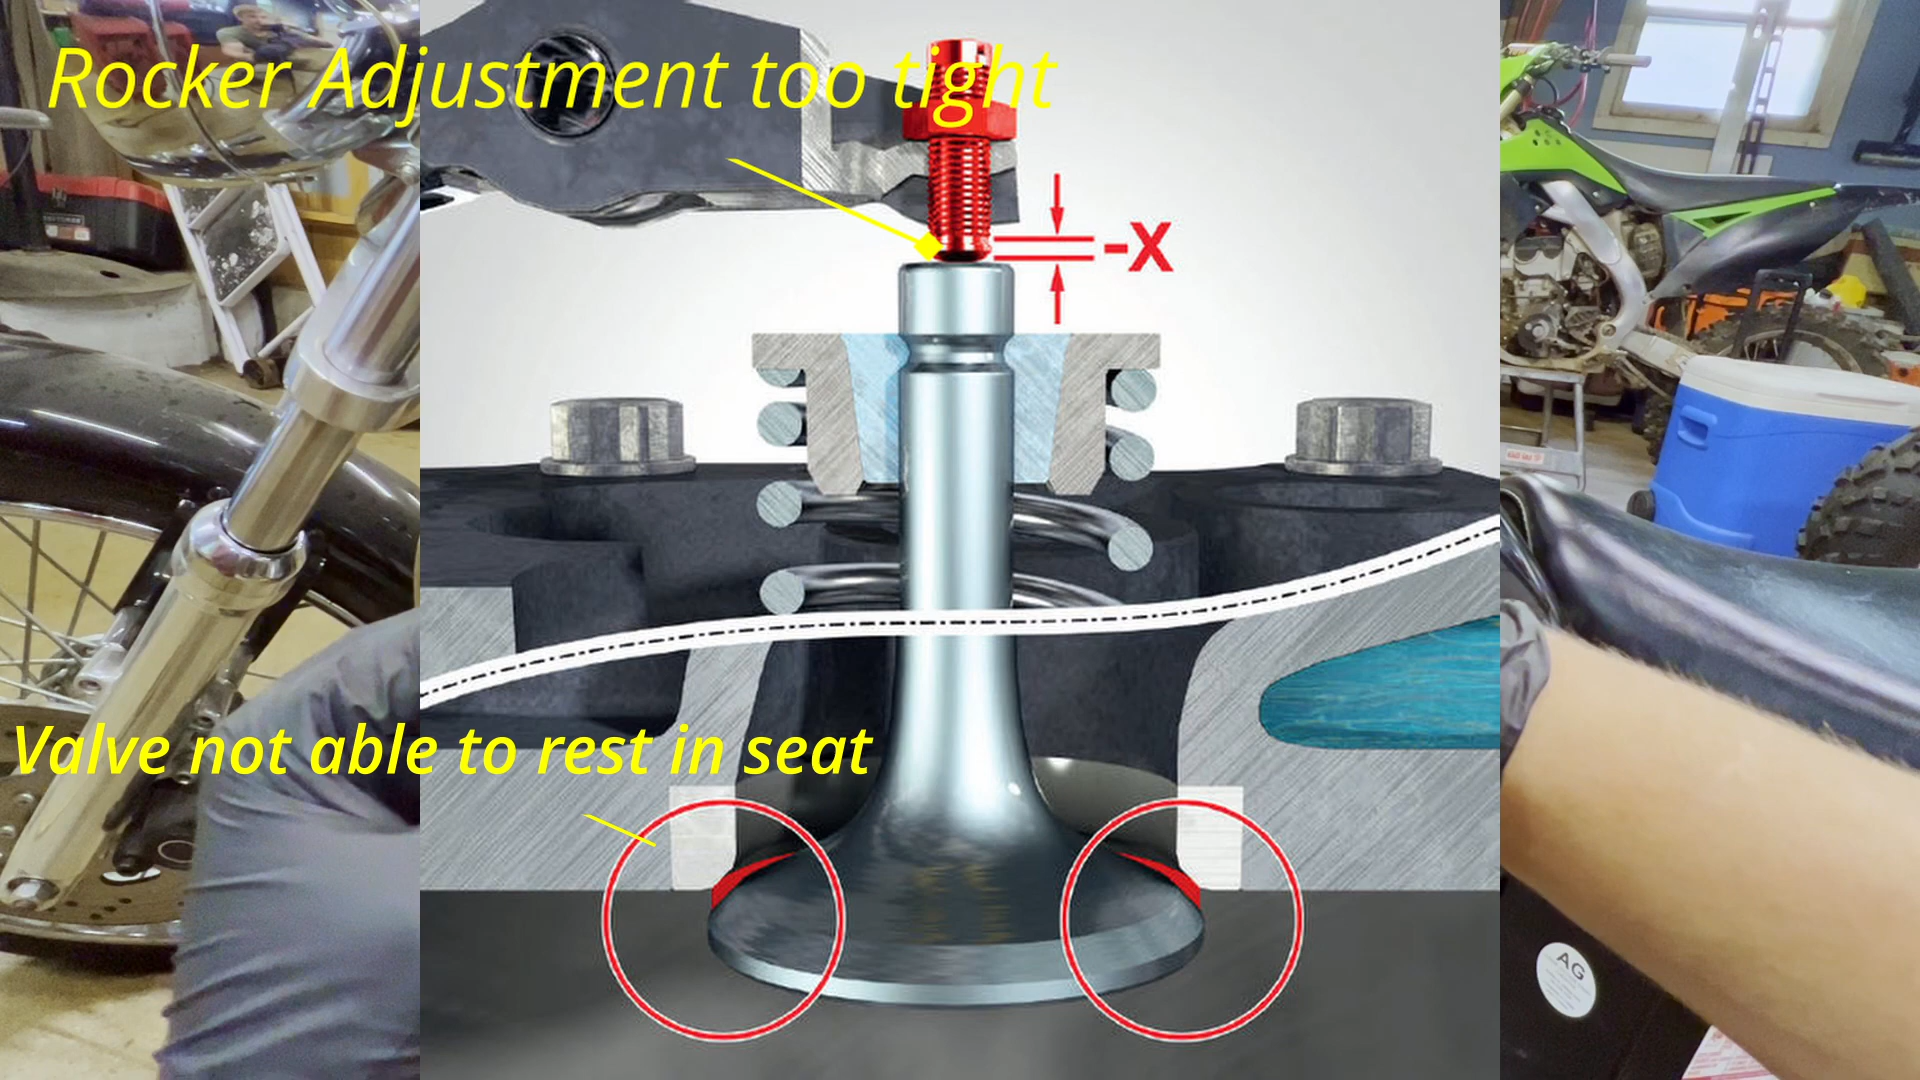 Rocker Adjustment too tight
-X
Valve not able to rest in seat
AG